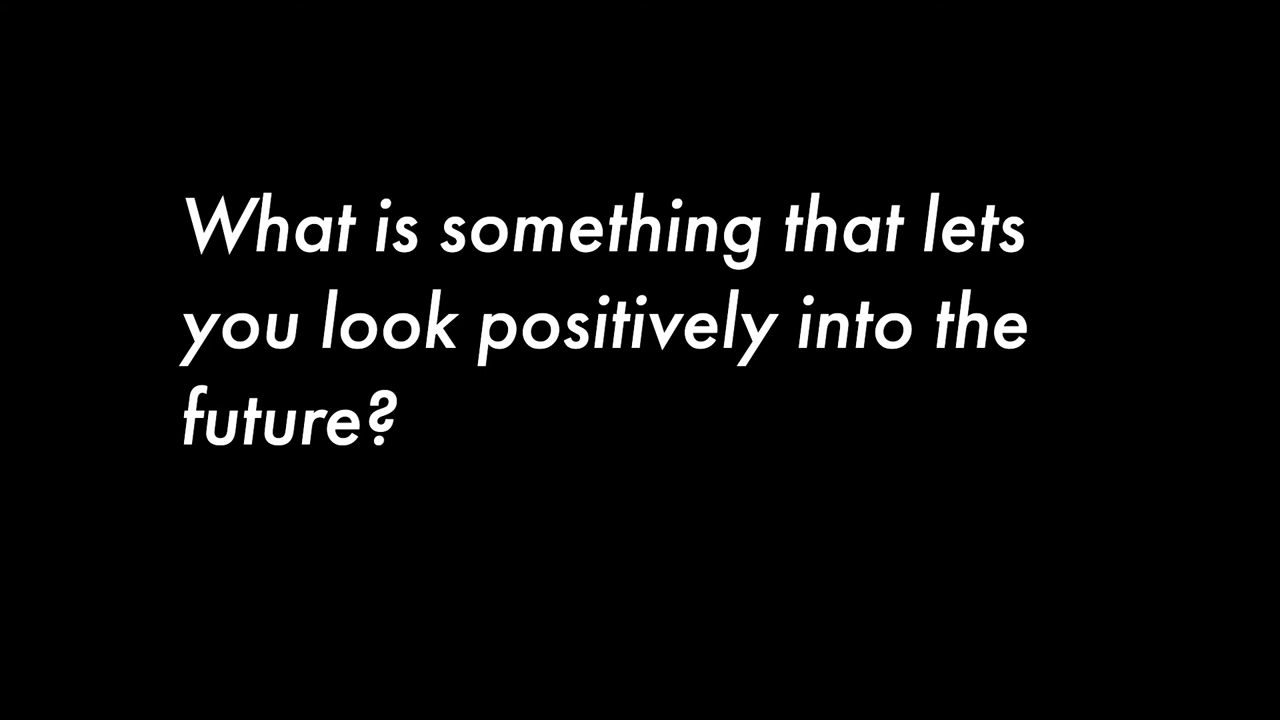 What is something that lets
you look positively into the
future?